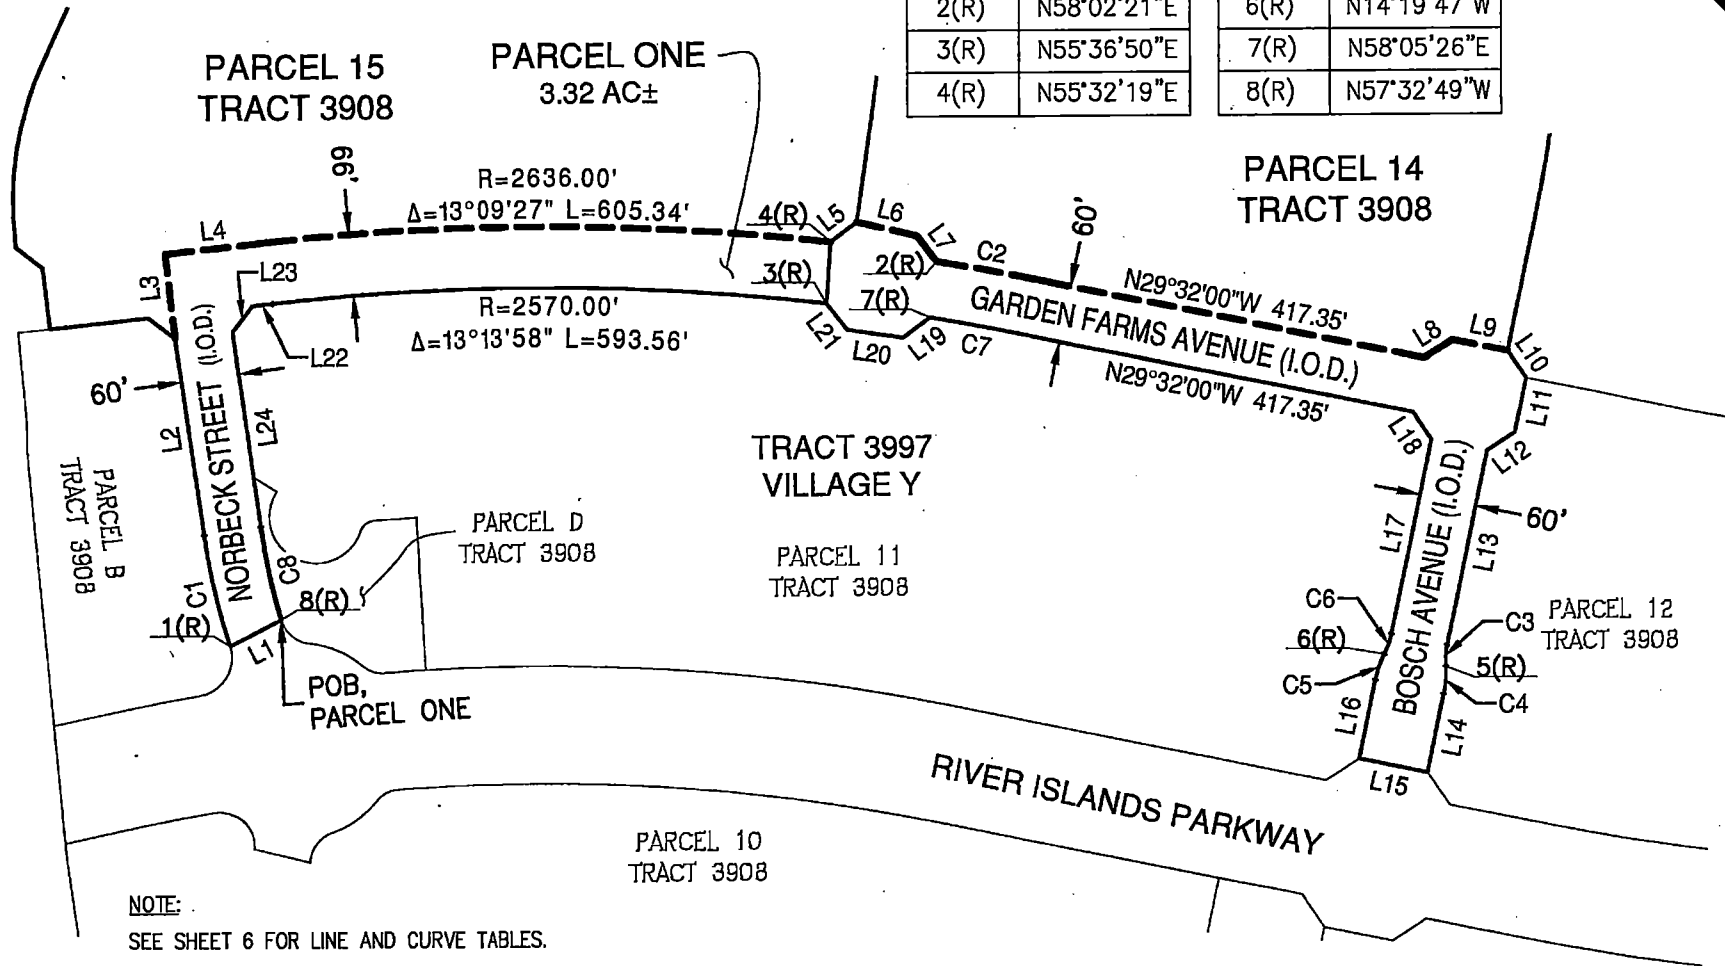 2(R) N58°02'21"E 6(R) N14°19'47"W
3(R) N55°36'50"E 7(R) N58°05'26"E
4(R) N55°32'19"E 8(R) N57°32'49"W
PARCEL 15
TRACT 3908
PARCEL ONE
3.32 AC±
66'
R=2636.00'
Δ=13°09'27" L=605.34'
PARCEL 14
TRACT 3908
4(R)
L5
L6
L7
L4
L3
L23
3(R)
2(R)
7(R)
C2
60'
N29°32'00"W 417.35'
GARDEN FARMS AVENUE (I.O.D.)
L8
L9
L10
R=2570.00'
Δ=13°13'58" L=593.56'
L22
L21
L20
L19
C7
N29°32'00"W 417.35'
L11
L12
L18
60'
L2
NORBECK STREET (I.O.D.)
L24
TRACT 3997
VILLAGE Y
PARCEL B
TRACT 3908
PARCEL D
TRACT 3908
PARCEL 11
TRACT 3908
L17
BOSCH AVENUE (I.O.D.)
L13
60'
C1
C8
1(R)
8(R)
L1
POB,
PARCEL ONE
C6
6(R)
C5
C3
5(R)
C4
PARCEL 12
TRACT 3908
L16
L14
L15
RIVER ISLANDS PARKWAY
PARCEL 10
TRACT 3908
NOTE:
SEE SHEET 6 FOR LINE AND CURVE TABLES.